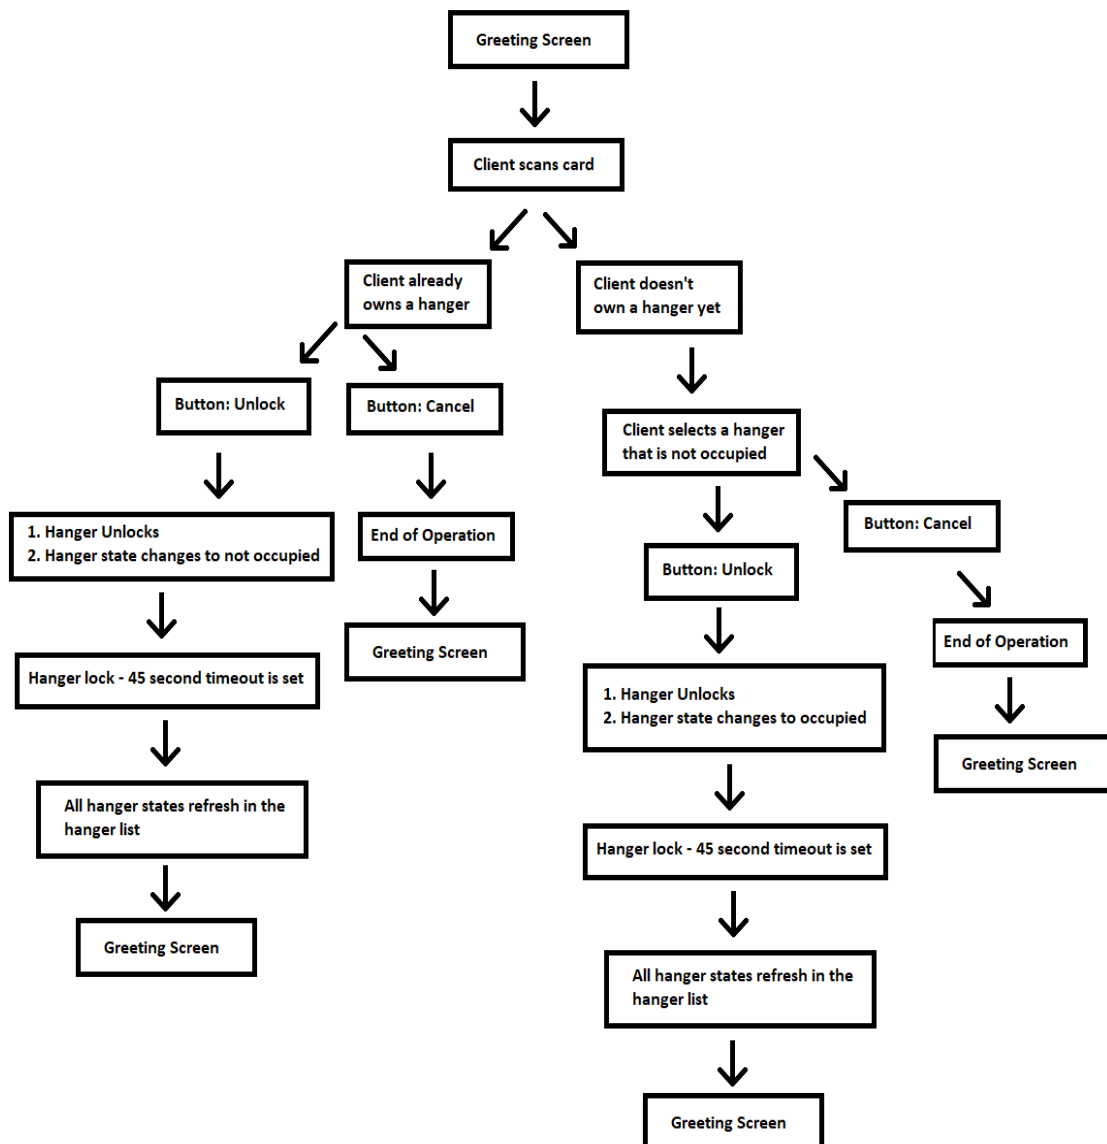 Greeting Screen
Client scans card
Client already
owns a hanger
Client doesn't
own a hanger yet
Button: Unlock
Button: Cancel
Client selects a hanger
that is not occupied
1. Hanger Unlocks
2. Hanger state changes to not occupied
End of Operation
Button: Cancel
Button: Unlock
Greeting Screen
End of Operation
Hanger lock - 45 second timeout is set
1. Hanger Unlocks
2. Hanger state changes to occupied
Greeting Screen
All hanger states refresh in the
hanger list
Hanger lock - 45 second timeout is set
Greeting Screen
All hanger states refresh in the
hanger list
Greeting Screen